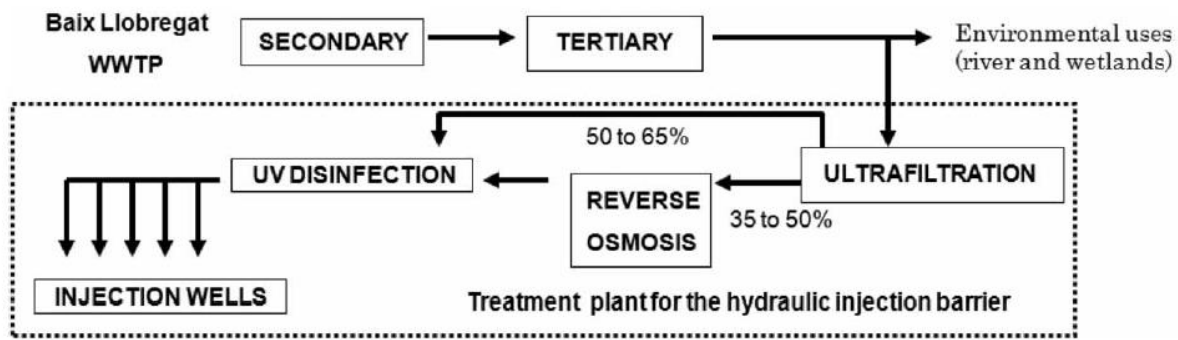 Baix Llobregat
WWTP
SECONDARY
TERTIARY
Environmental uses
(river and wetlands)
50 to 65%
UV DISINFECTION
ULTRAFILTRATION
REVERSE
OSMOSIS
35 to 50%
INJECTION WELLS
Treatment plant for the hydraulic injection barrier